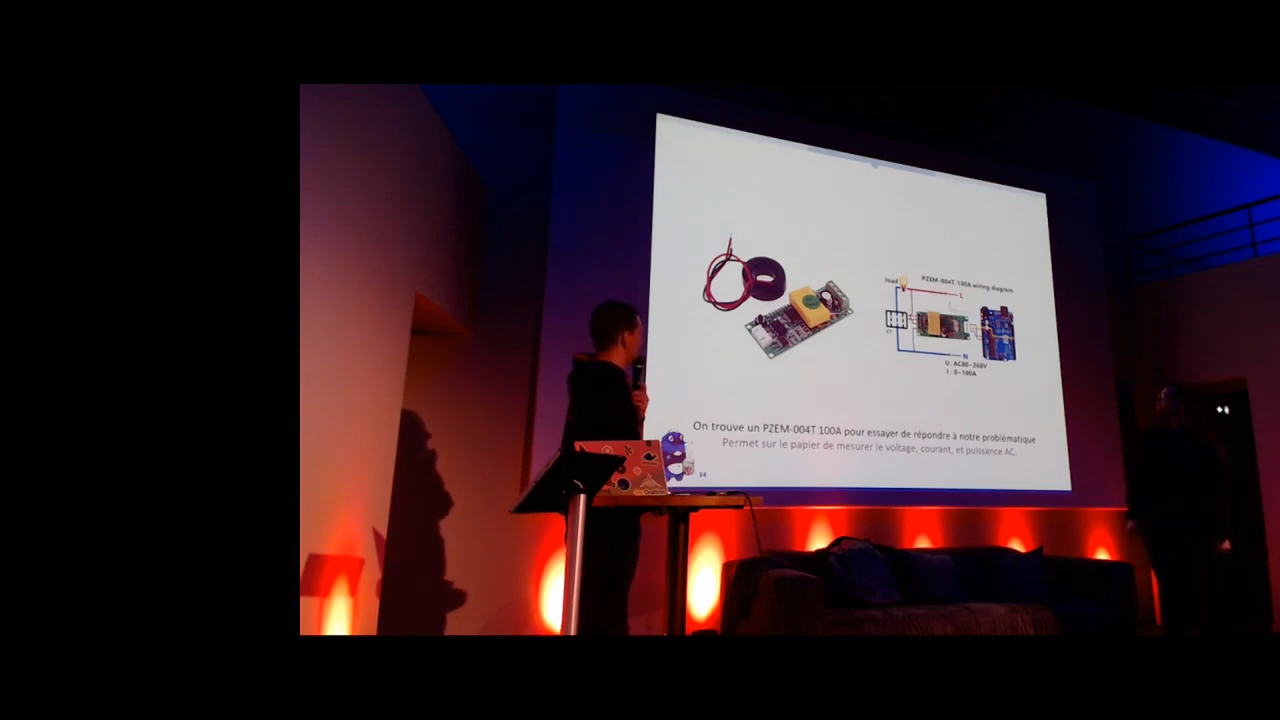 load
PZEM-004T-100A wiring diagram
L
CT
N
U: AC80~260V
I: 0~100A
On trouve un PZEM-004T 100A pour essayer de répondre à notre problématique
Permet sur le papier de mesurer le voltage, courant, et puissance AC.
34